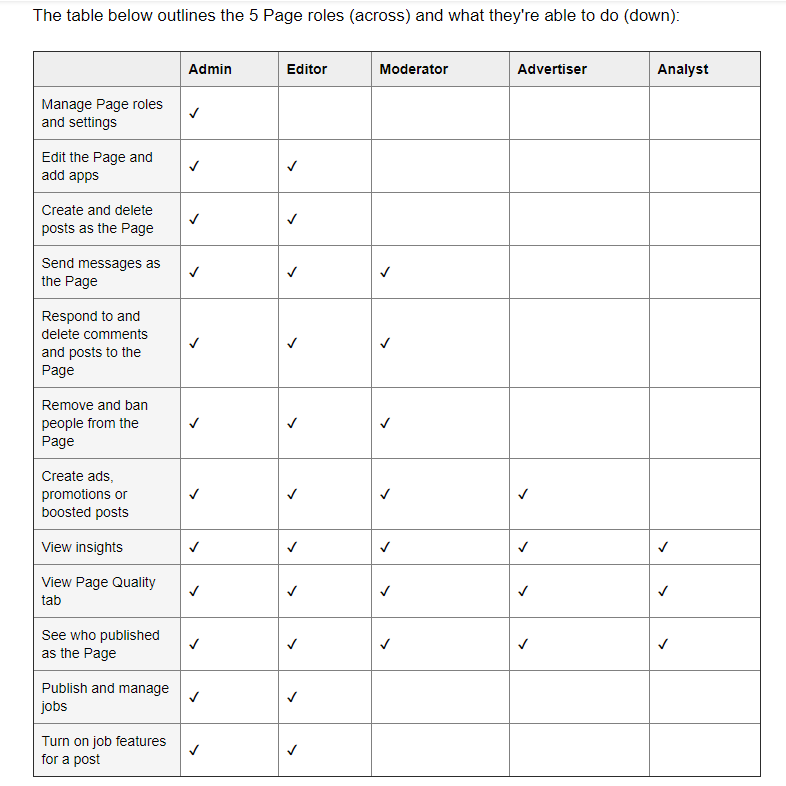 The table below outlines the 5 Page roles (across) and what they're able to do (down):
Admin Editor Moderator Advertiser Analyst
Manage Page roles
and settings ✓
Edit the Page and
add apps ✓ ✓
Create and delete
posts as the Page ✓ ✓
Send messages as
the Page ✓ ✓ ✓
Respond to and
delete comments
and posts to the
Page ✓ ✓ ✓
Remove and ban
people from the
Page ✓ ✓ ✓
Create ads,
promotions or
boosted posts ✓ ✓ ✓ ✓
View insights ✓ ✓ ✓ ✓ ✓
View Page Quality
tab ✓ ✓ ✓ ✓ ✓
See who published
as the Page ✓ ✓ ✓ ✓ ✓
Publish and manage
jobs ✓ ✓
Turn on job features
for a post ✓ ✓